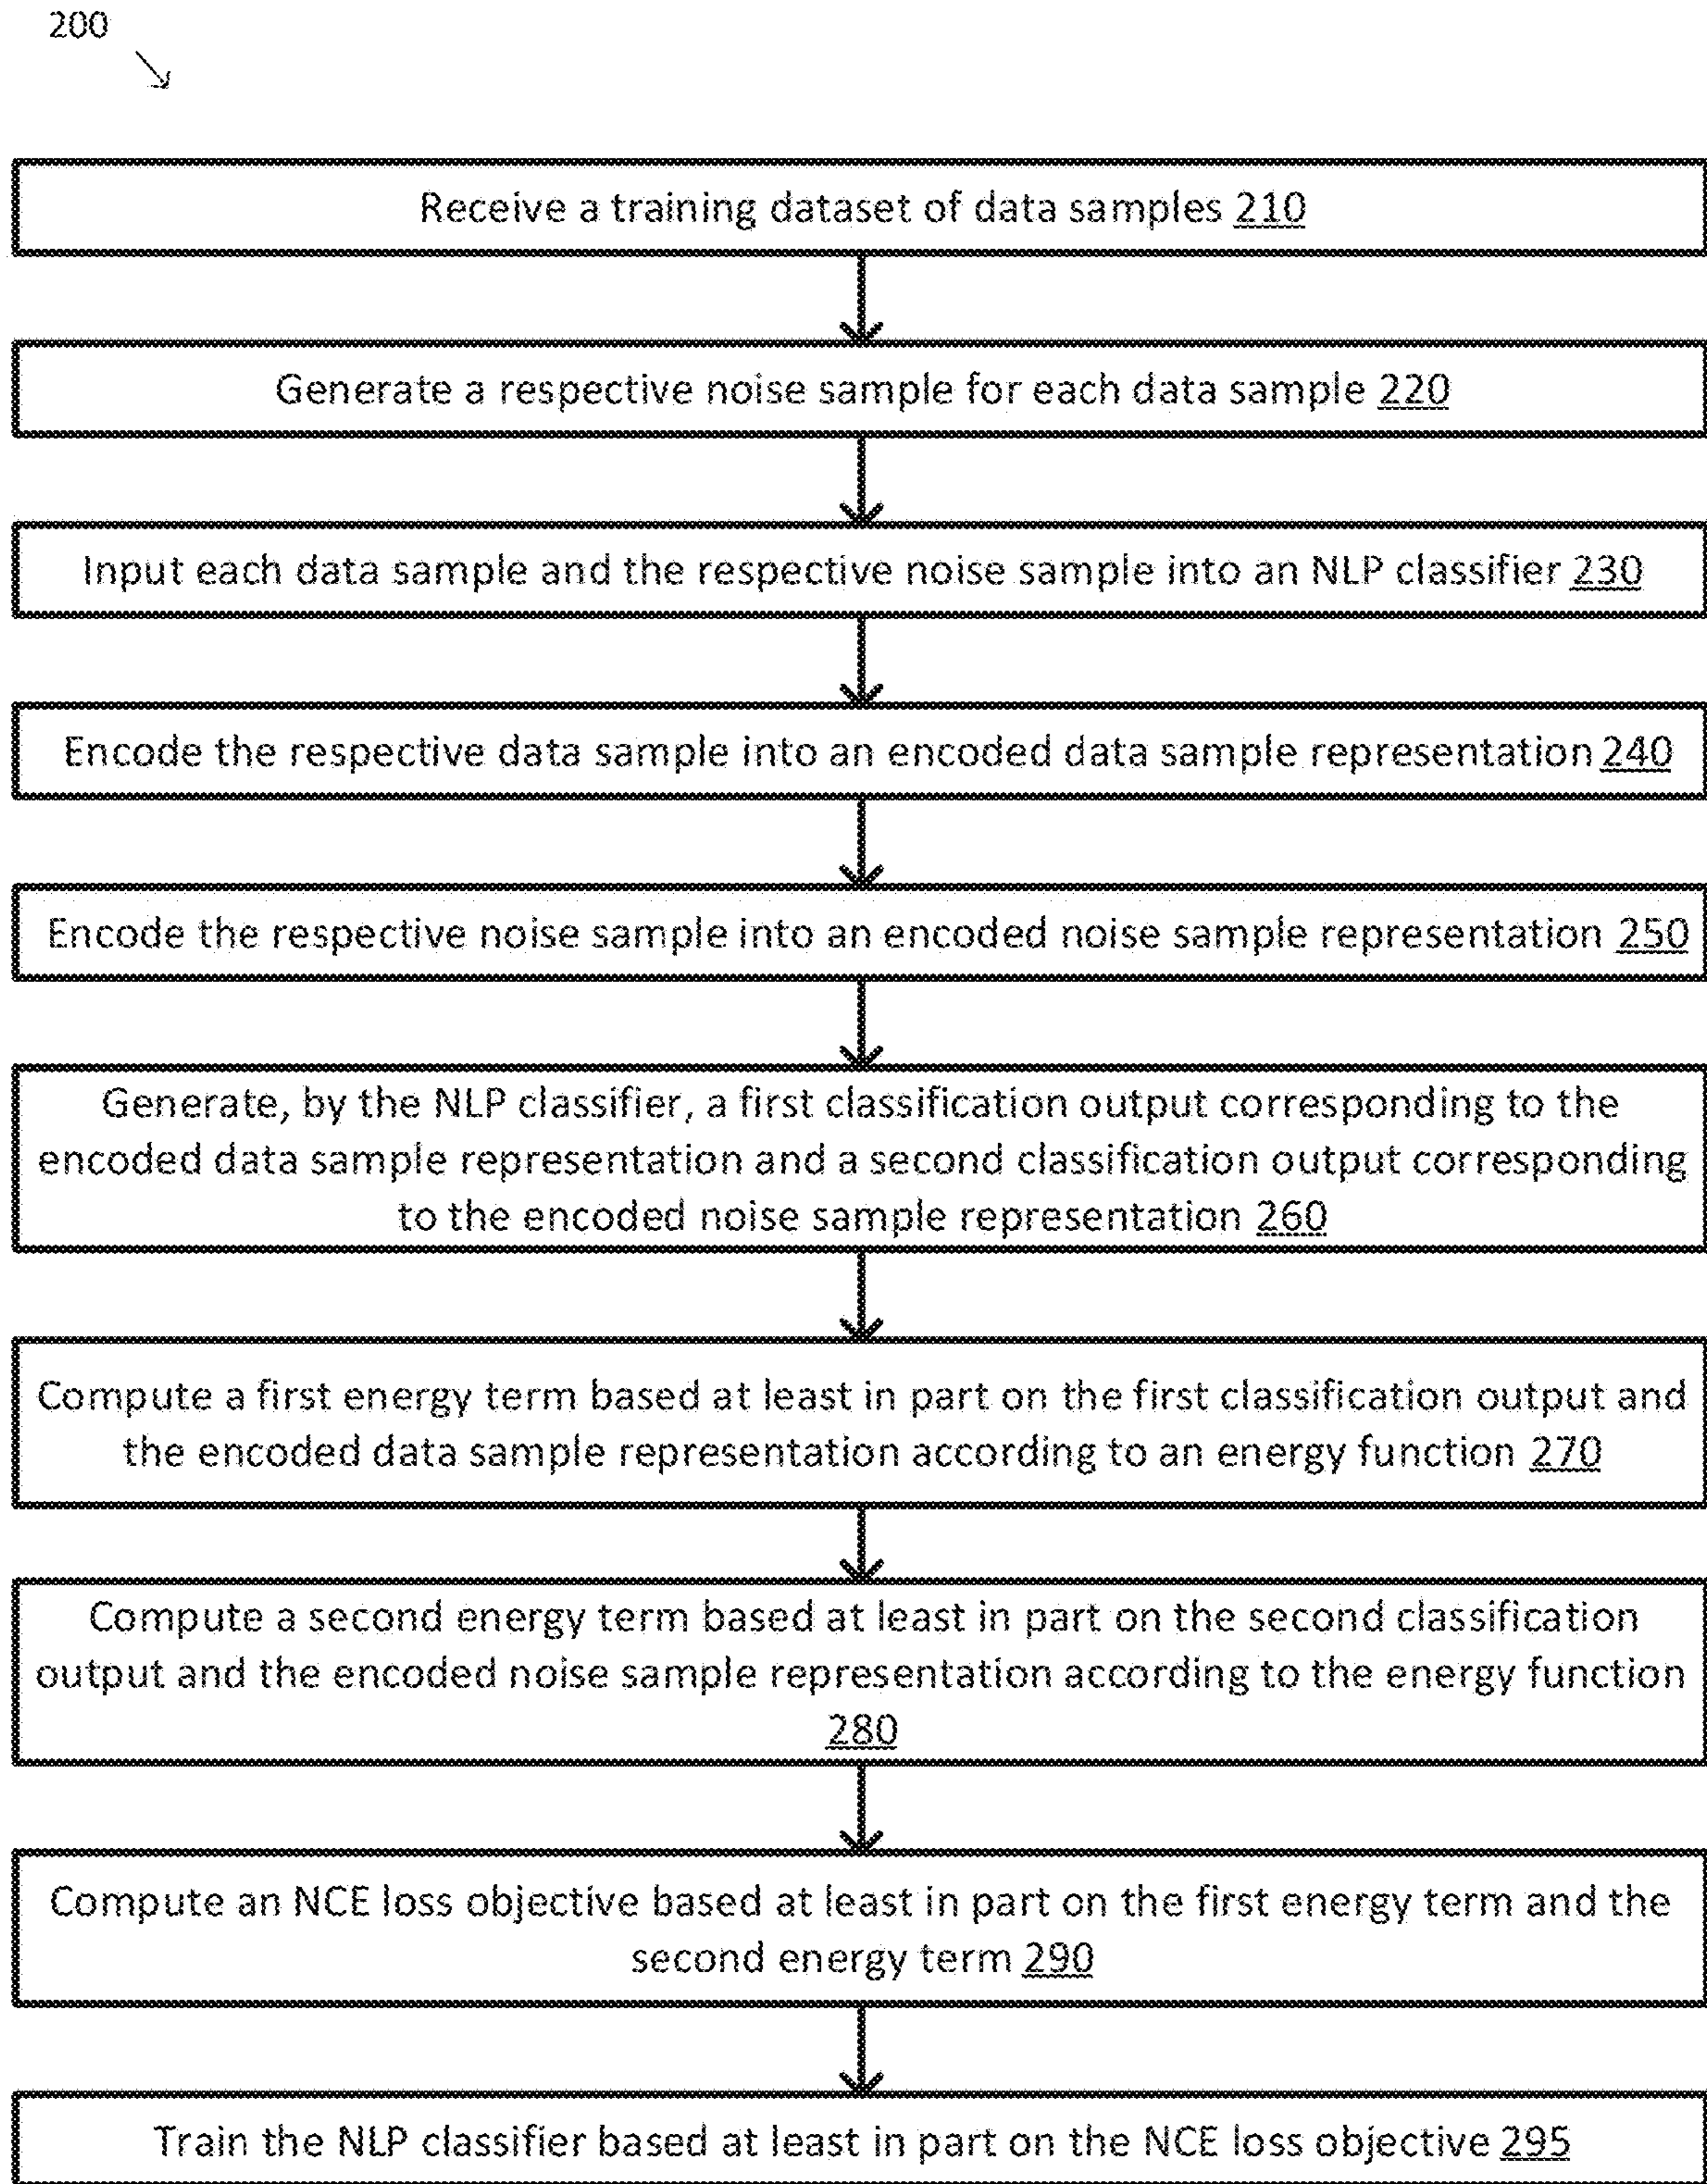 200
Receive a training dataset of data samples 210
Generate a respective noise sample for each data sample 220
Input each data sample and the respective noise sample into an NLP classifier 230
Encode the respective data sample into an encoded data sample representation 240
Encode the respective noise sample into an encoded noise sample representation 250
Generate, by the NLP classifier, a first classification output corresponding to the
encoded data sample representation and a second classification output corresponding
to the encoded noise sample representation 260
Compute a first energy term based at least in part on the first classification output and
the encoded data sample representation according to an energy function 270
Compute a second energy term based at least in part on the second classification
output and the encoded noise sample representation according to the energy function
280
Compute an NCE loss objective based at least in part on the first energy term and the
second energy term 290
Train the NLP classifier based at least in part on the NCE loss objective 295